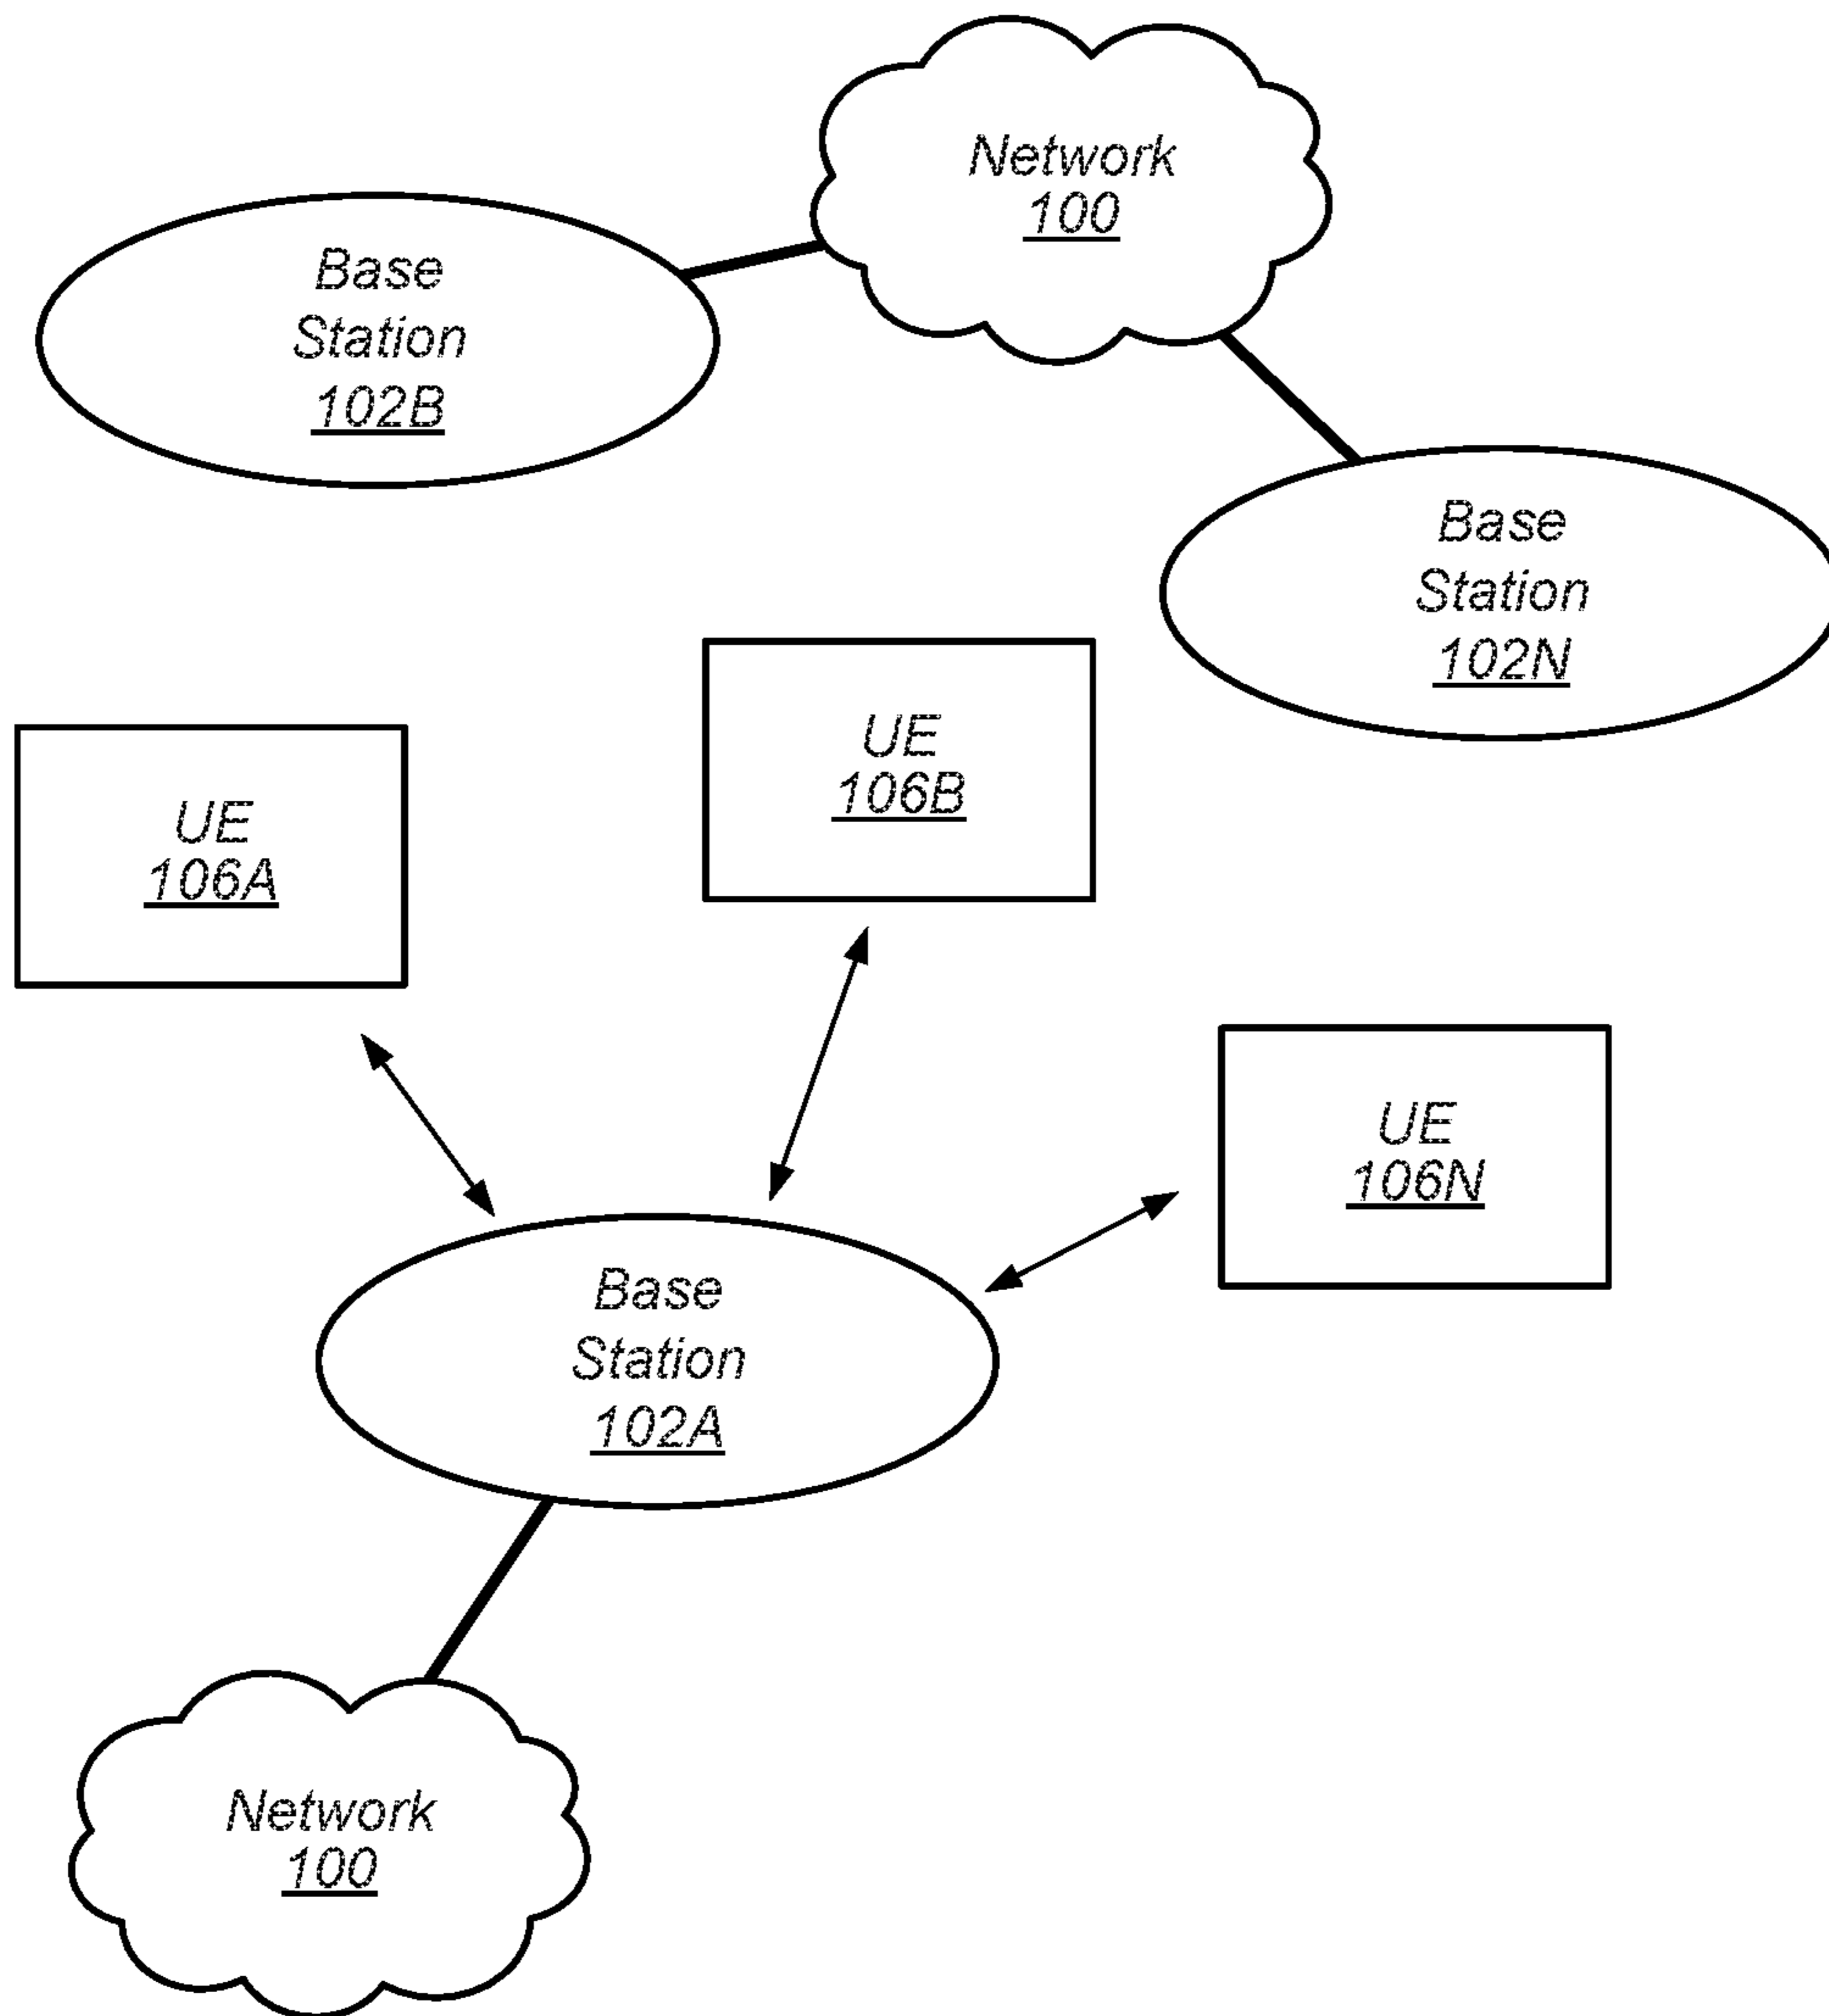 Network
100
Base
Station
102B
Base
Station
102N
UE
106B
UE
106A
UE
106N
Base
Station
102A
Network
100